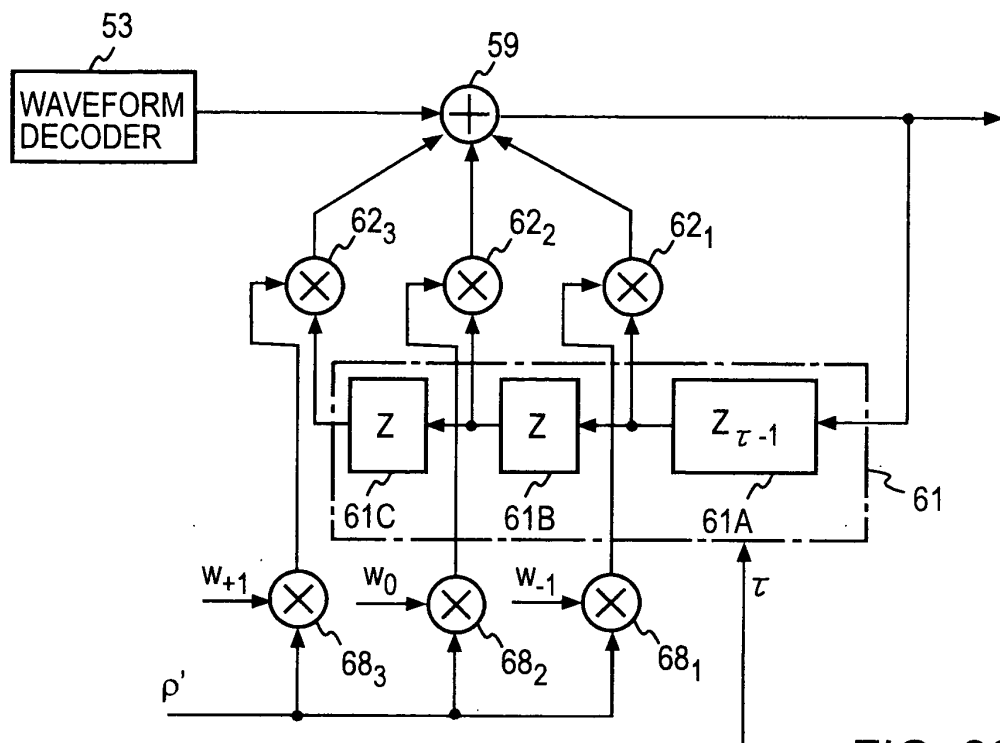 53
59
WAVEFORM
DECODER
62₃
62₂
62₁
Z
Z
Z τ-1
61C
61B
61A
61
w+1
w0
w-1
τ
68₃
68₂
68₁
ρ'